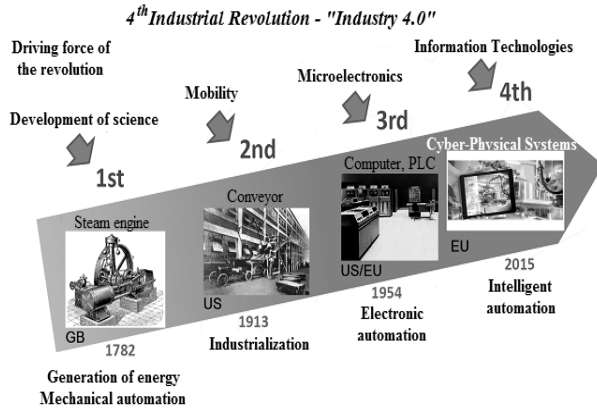 4th Industrial Revolution - "Industry 4.0"
Driving force of
the revolution
Development of science
1st
Steam engine
GB
1782
Generation of energy
Mechanical automation
Mobility
2nd
Conveyor
US
1913
Industrialization
Microelectronics
3rd
Computer, PLC
US/EU
1954
Electronic
automation
Information Technologies
4th
Cyber-Physical Systems
EU
2015
Intelligent
automation